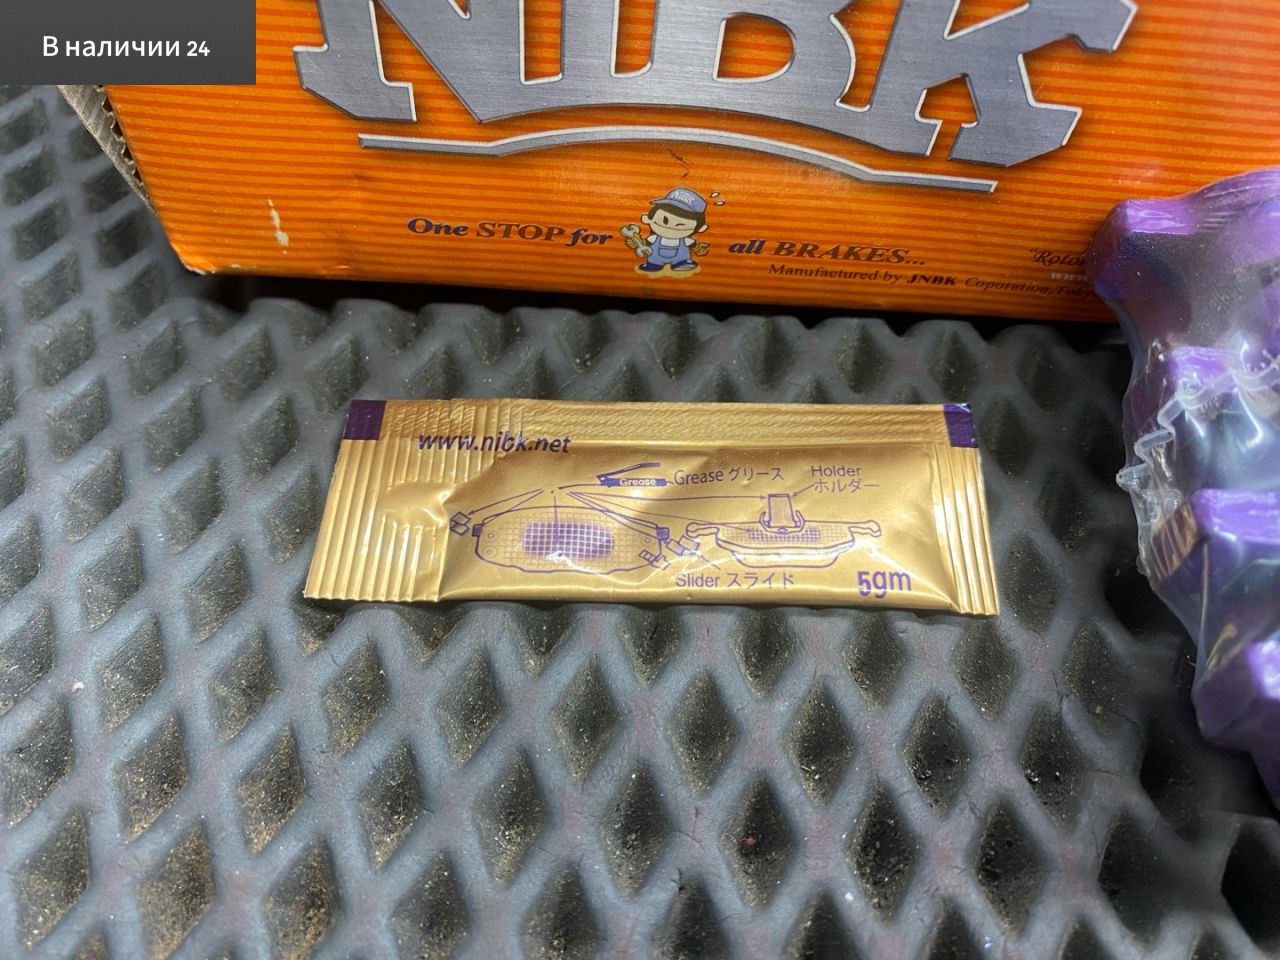 В наличии 24
NiBK
One STOP for all BRAKES...
Manufactured by JNBK Coporation,
www.nibk.net
Grease
Grease グリース
Holder
ホルダー
Slider スライド
5gm